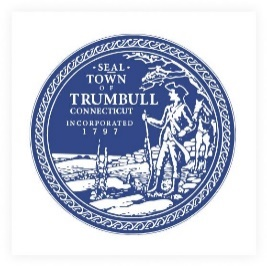 · SEAL ·
TOWN
OF
TRUMBULL
CONNECTICUT
INCORPORATED
1797